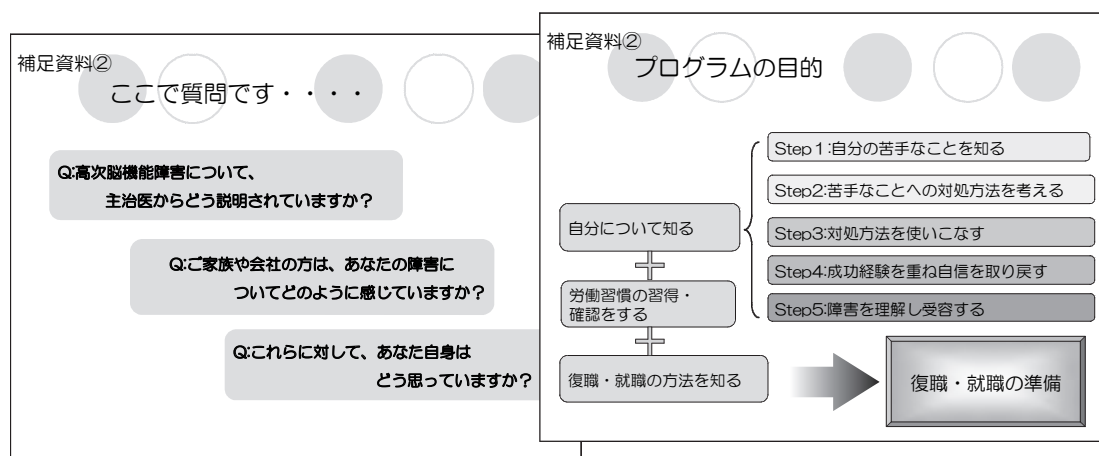 補足資料②
ここで質問です・・・・
Q:高次脳機能障害について、
主治医からどう説明されていますか？
Q:ご家族や会社の方は、あなたの障害に
ついてどのように感じていますか？
Q:これらに対して、あなた自身は
どう思っていますか？
補足資料②
プログラムの目的
自分について知る
労働習慣の習得・
確認をする
復職・就職の方法を知る
Step１:自分の苦手なことを知る
Step2:苦手なことへの対処方法を考える
Step3:対処方法を使いこなす
Step4:成功経験を重ね自信を取り戻す
Step5:障害を理解し受容する
復職・就職の準備